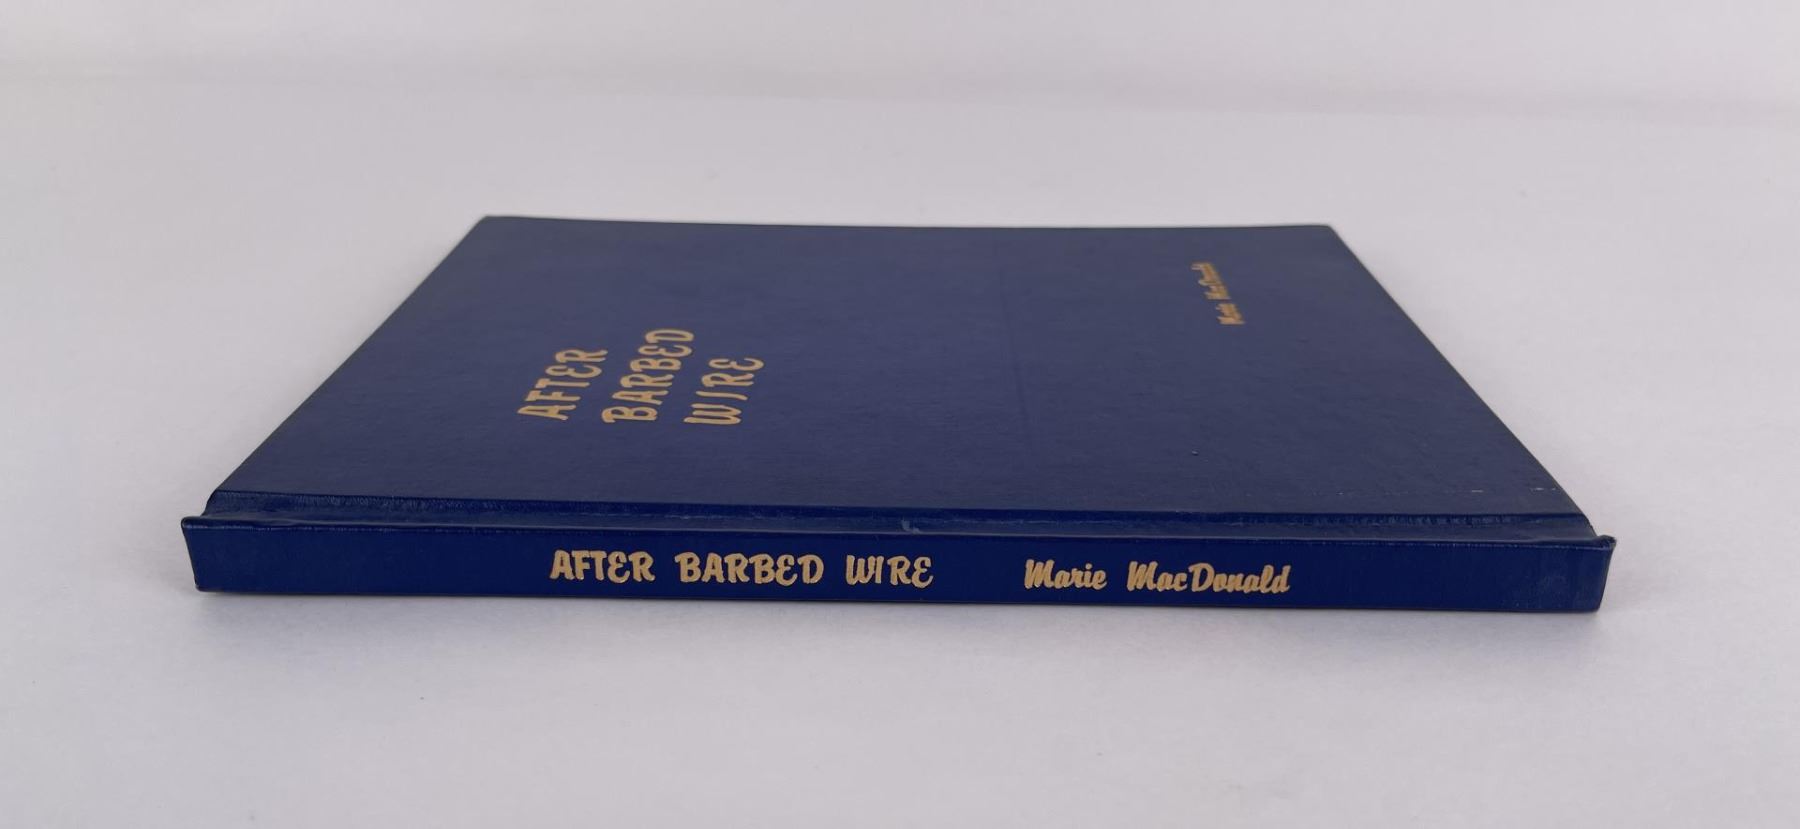 AFTER
BARBED
WIRE
Marie MacDonald
AFTER BARBED WIRE Marie MacDonald